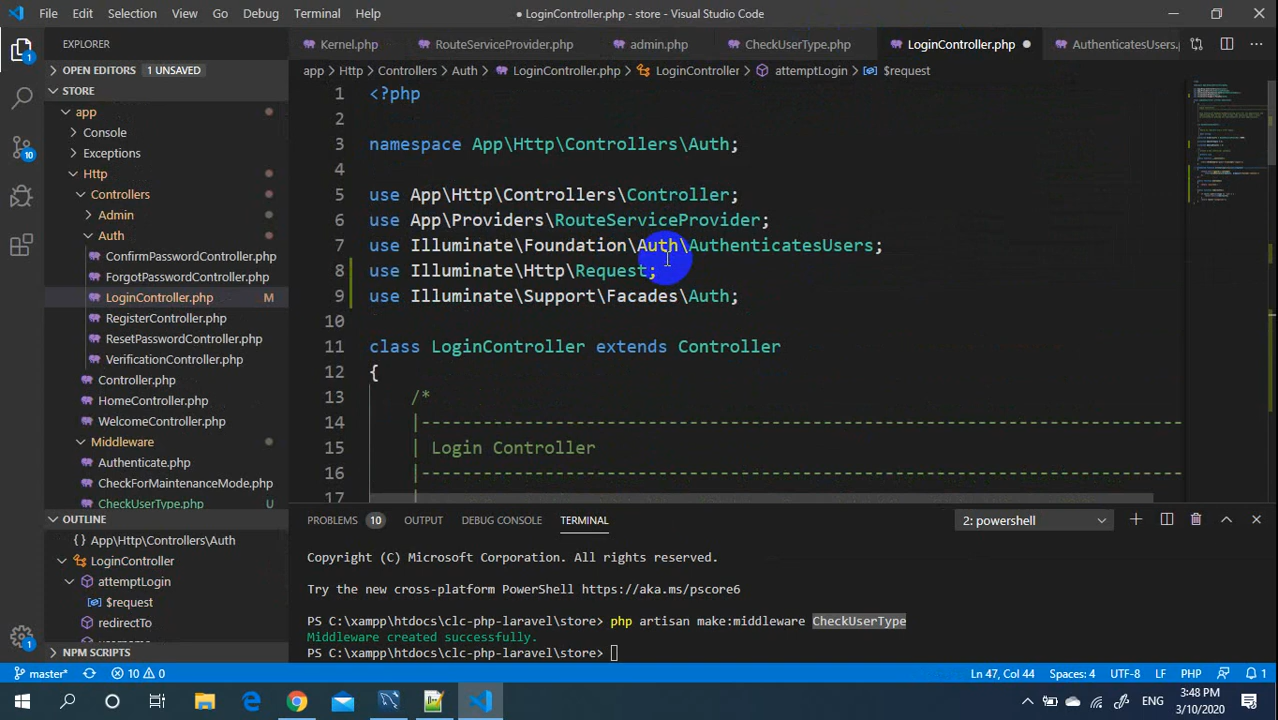 File Edit Selection View Go Debug Terminal Help
● LoginController.php - store - Visual Studio Code
EXPLORER
OPEN EDITORS 1 UNSAVED
STORE
app
Console
Exceptions
Http
Controllers
Admin
Auth
ConfirmPasswordController.php
ForgotPasswordController.php
LoginController.php M
RegisterController.php
ResetPasswordController.php
VerificationController.php
Controller.php
HomeController.php
WelcomeController.php
Middleware
Authenticate.php
CheckForMaintenanceMode.php
CheckUserType.php U
OUTLINE
{} App\Http\Controllers\Auth
LoginController
attemptLogin
$request
redirectTo
NPM SCRIPTS
Kernel.php RouteServiceProvider.php admin.php CheckUserType.php LoginController.php ● AuthenticatesUsers.
app > Http > Controllers > Auth > LoginController.php > LoginController > attemptLogin > $request
1 <?php
2
3 namespace App\Http\Controllers\Auth;
4
5 use App\Http\Controllers\Controller;
6 use App\Providers\RouteServiceProvider;
7 use Illuminate\Foundation\Auth\AuthenticatesUsers;
8 use Illuminate\Http\Request;
9 use Illuminate\Support\Facades\Auth;
10
11 class LoginController extends Controller
12 {
13 /*
14 |--------------------------------------------------------------------------
15 | Login Controller
16 |--------------------------------------------------------------------------
17 |
PROBLEMS 10 OUTPUT DEBUG CONSOLE TERMINAL
2: powershell
Copyright (C) Microsoft Corporation. All rights reserved.
Try the new cross-platform PowerShell https://aka.ms/pscore6
PS C:\xampp\htdocs\clc-php-laravel\store> php artisan make:middleware CheckUserType
Middleware created successfully.
PS C:\xampp\htdocs\clc-php-laravel\store>
master* 10 0
Ln 47, Col 44 Spaces: 4 UTF-8 LF PHP 1
ENG
3:48 PM
3/10/2020